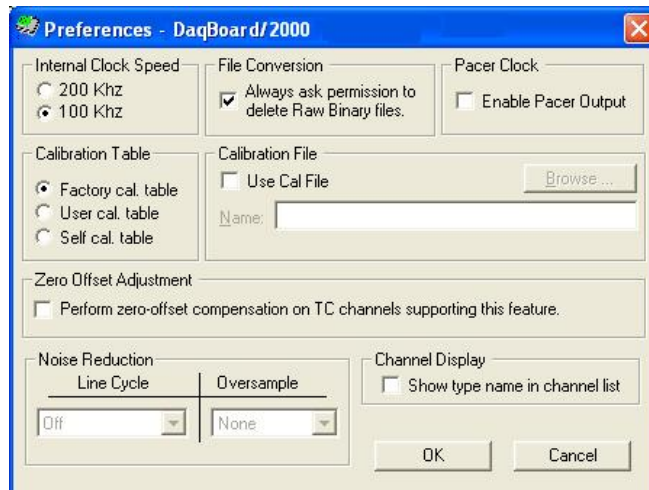 Preferences - DaqBoard/2000
Internal Clock Speed
200 Khz
100 Khz
File Conversion
Always ask permission to
delete Raw Binary files.
Pacer Clock
Enable Pacer Output
Calibration Table
Factory cal. table
User cal. table
Self cal. table
Calibration File
Use Cal File
Browse ...
Name:
Zero Offset Adjustment
Perform zero-offset compensation on TC channels supporting this feature.
Noise Reduction
Line Cycle
Oversample
Off
None
Channel Display
Show type name in channel list
OK
Cancel